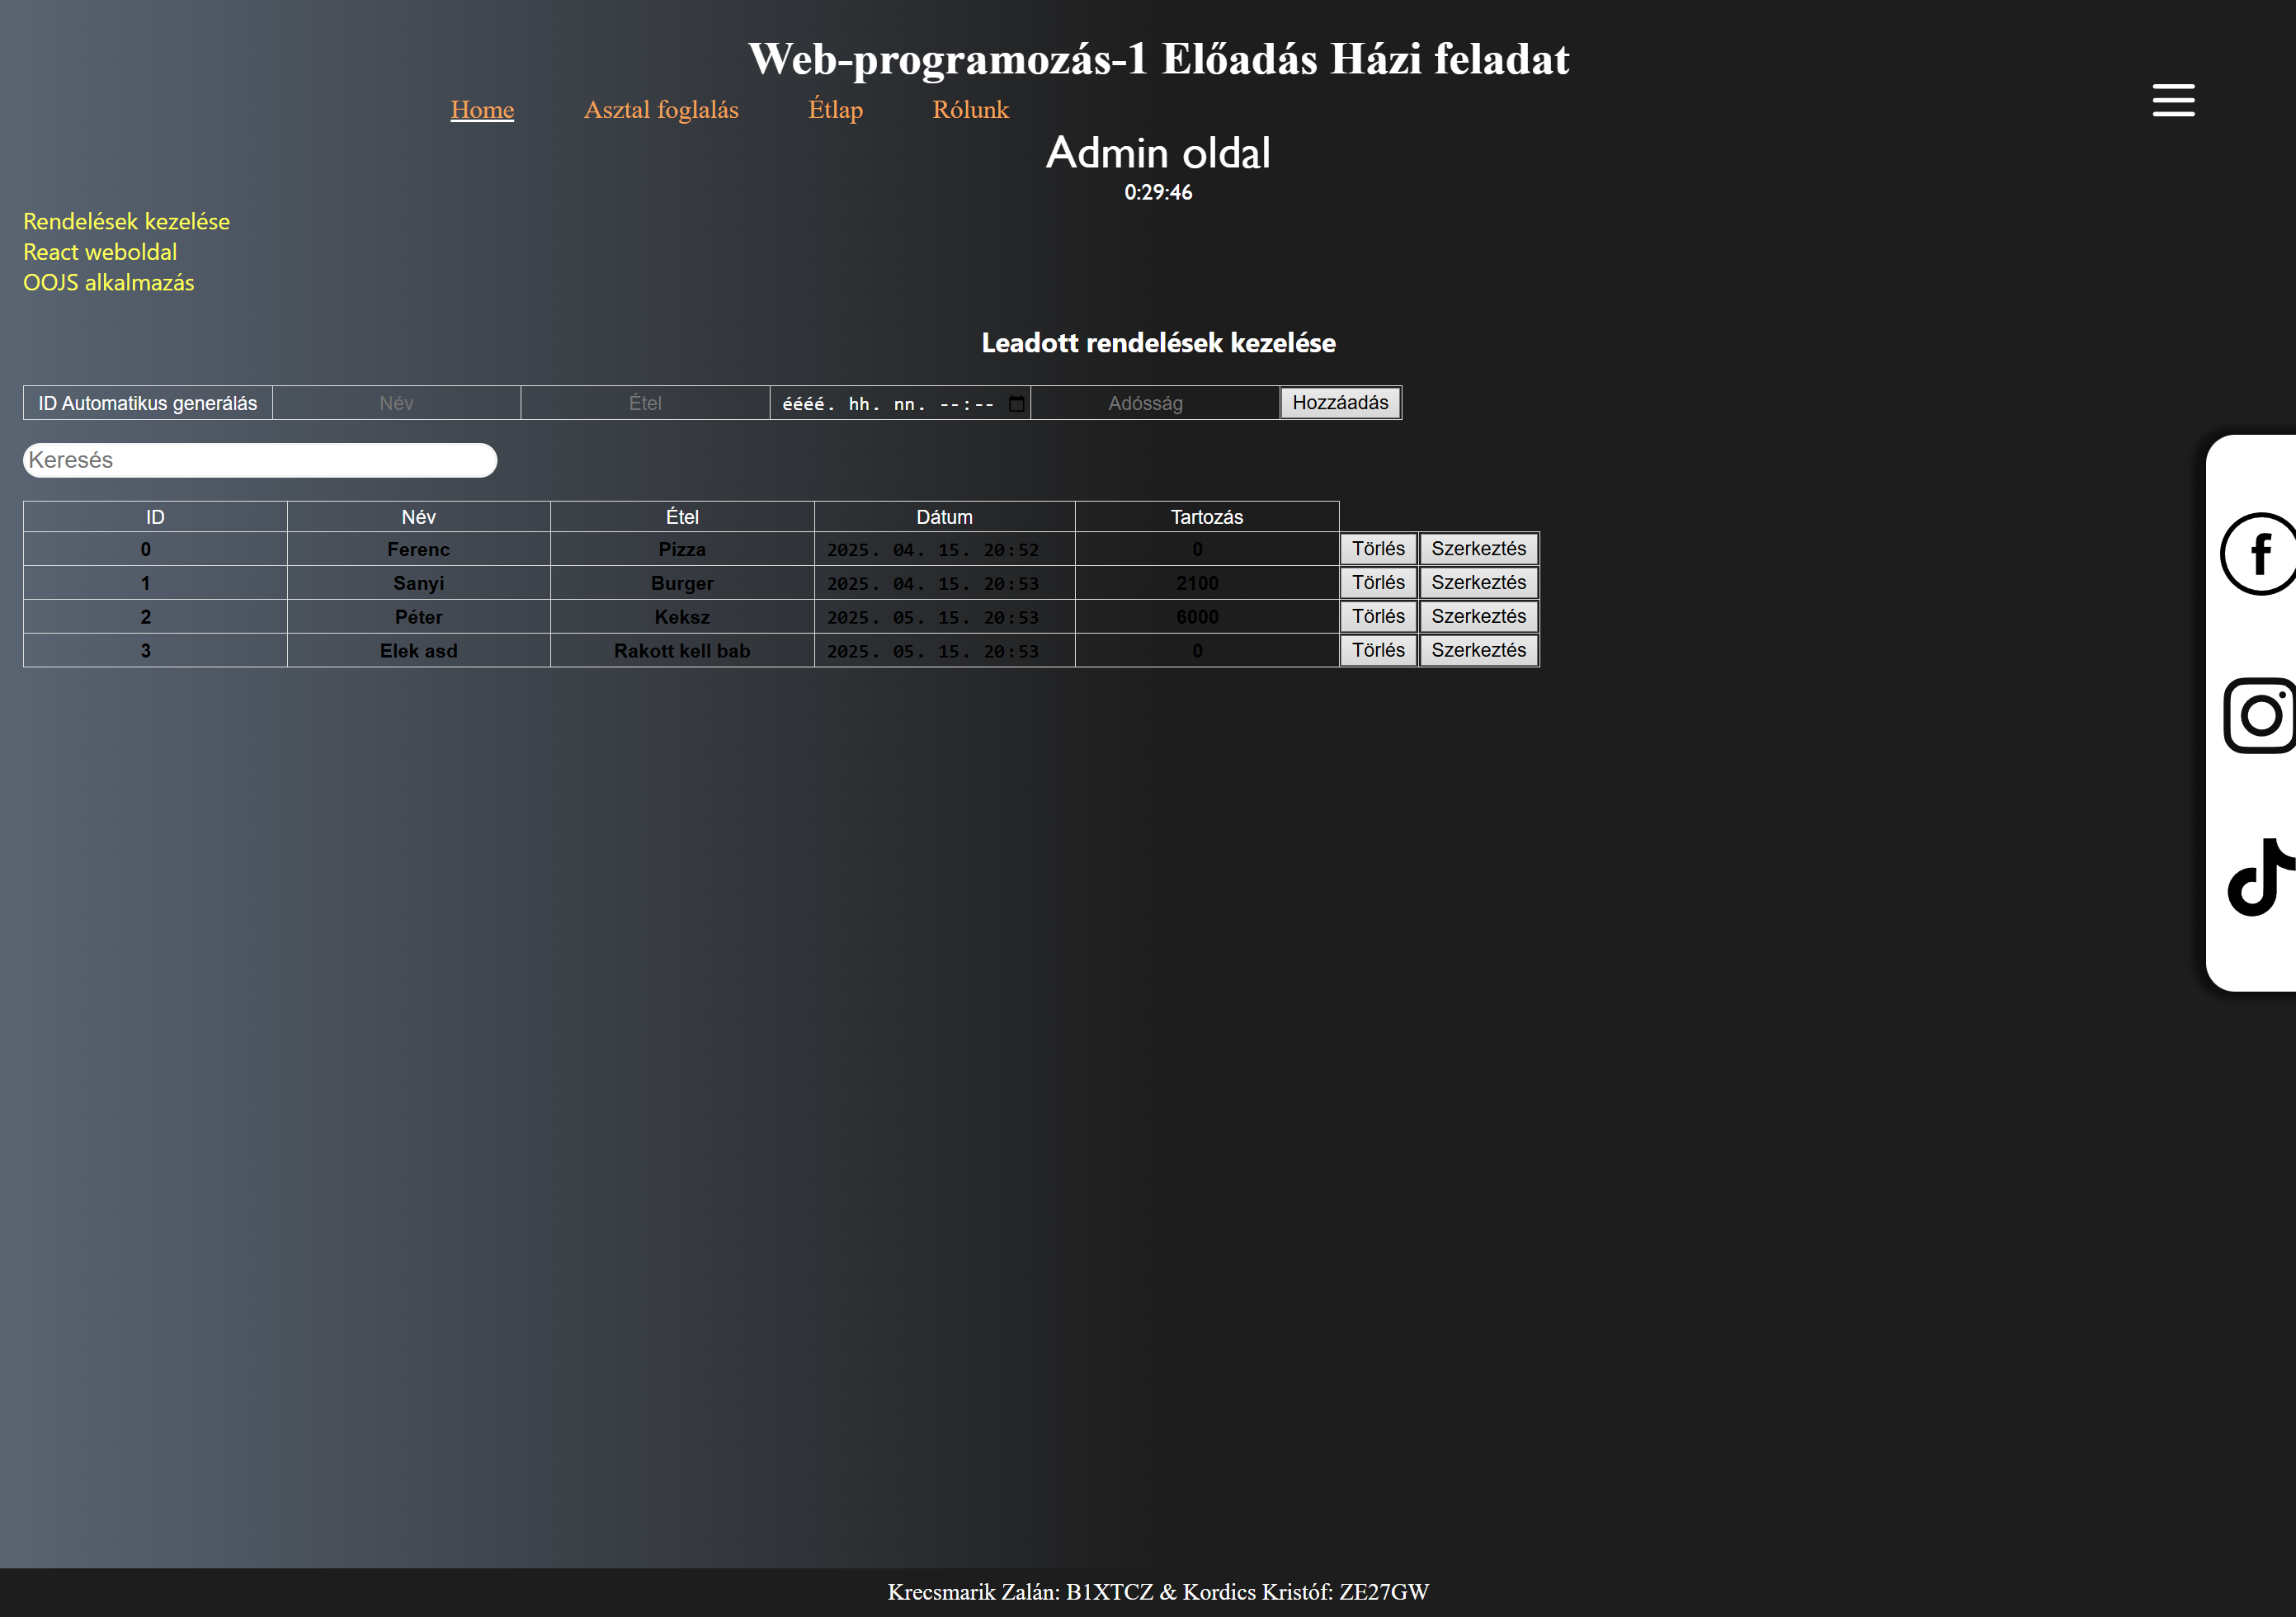 Web-programozás-1 Előadás Házi feladat
Home Asztal foglalás Étlap Rólunk
Admin oldal
0:29:46
Rendelések kezelése
React weboldal
OOJS alkalmazás
Leadott rendelések kezelése
ID Automatikus generálás Név Étel éééé. hh. nn. --:-- Adósság Hozzáadás
Keresés
ID Név Étel Dátum Tartozás
0 Ferenc Pizza 2025. 04. 15. 20:52 0 Törlés Szerkeztés
1 Sanyi Burger 2025. 04. 15. 20:53 2100 Törlés Szerkeztés
2 Péter Keksz 2025. 05. 15. 20:53 6000 Törlés Szerkeztés
3 Elek asd Rakott kell bab 2025. 05. 15. 20:53 0 Törlés Szerkeztés
Krecsmarik Zalán: B1XTCZ & Kordics Kristóf: ZE27GW